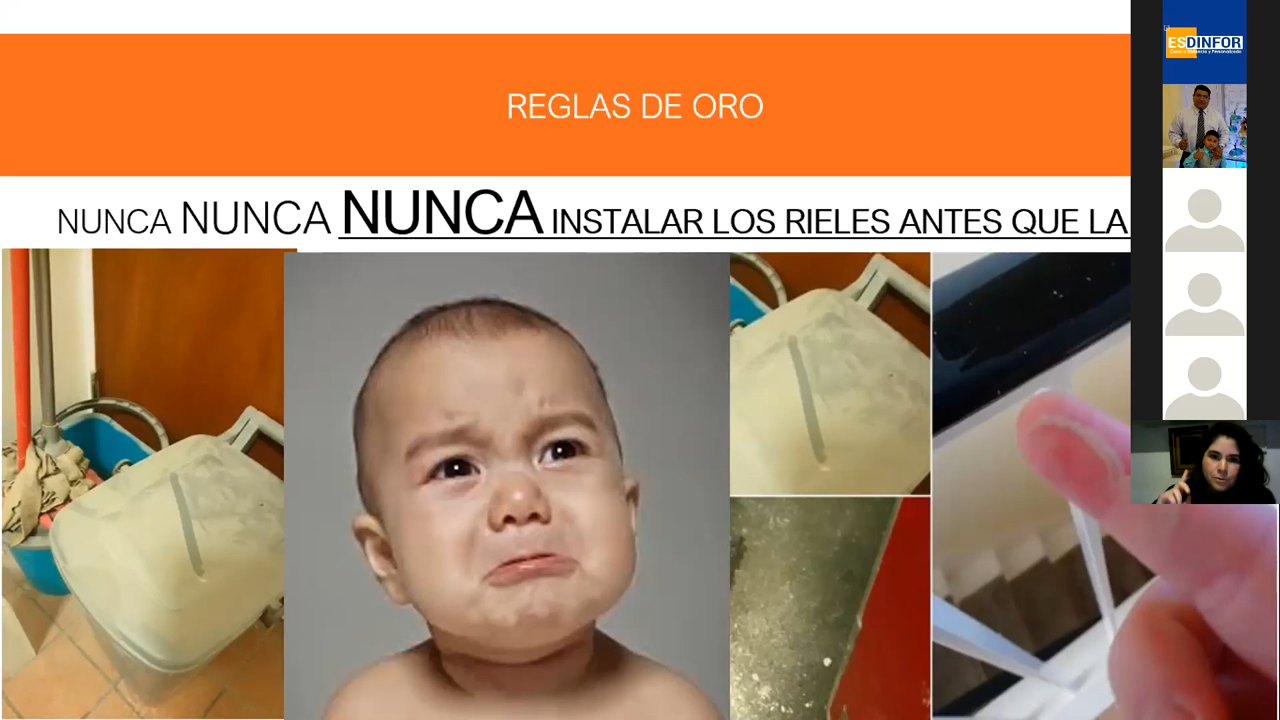 REGLAS DE ORO
NUNCA NUNCA NUNCA INSTALAR LOS RIELES ANTES QUE LA
ESDINFOR